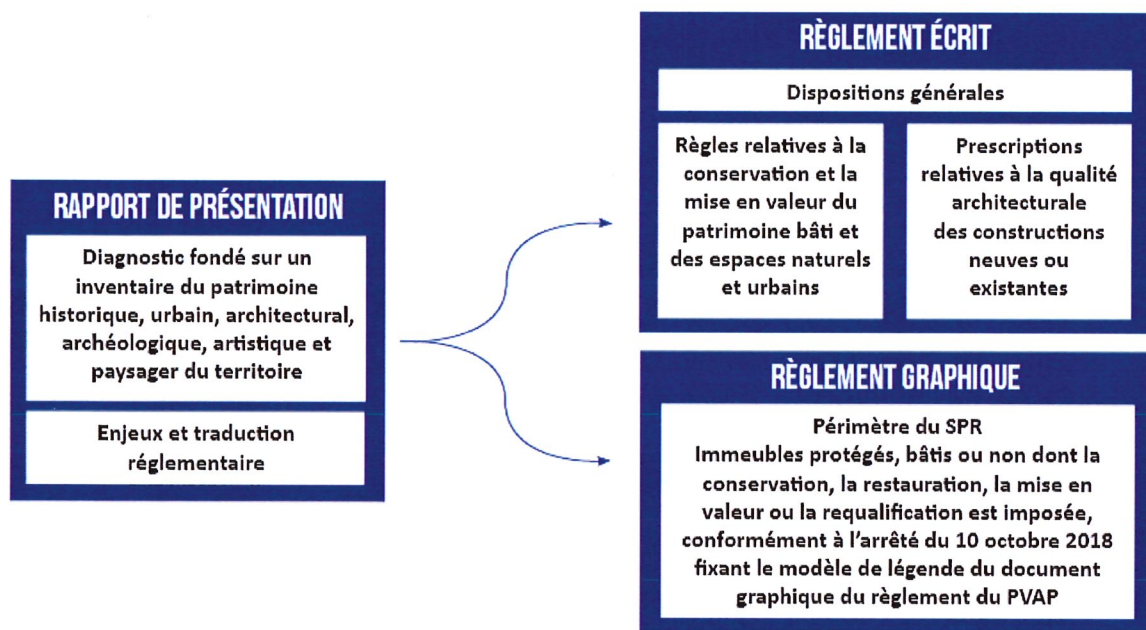 RAPPORT DE PRÉSENTATION
Diagnostic fondé sur un
inventaire du patrimoine
historique, urbain, architectural,
archéologique, artistique et
paysager du territoire
Enjeux et traduction
réglementaire
RÈGLEMENT ÉCRIT
Dispositions générales
Règles relatives à la
conservation et la
mise en valeur du
patrimoine bâti et
des espaces naturels
et urbains
Prescriptions
relatives à la qualité
architecturale
des constructions
neuves ou
existantes
RÈGLEMENT GRAPHIQUE
Périmètre du SPR
Immeubles protégés, bâtis ou non dont la
conservation, la restauration, la mise en
valeur ou la requalification est imposée,
conformément à l'arrêté du 10 octobre 2018
fixant le modèle de légende du document
graphique du règlement du PVAP